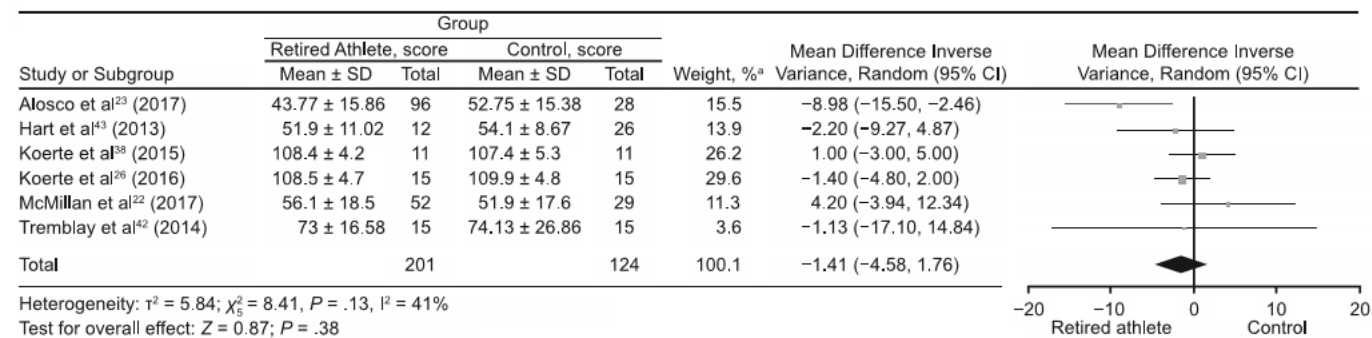 Group
Retired Athlete, score Control, score Mean Difference Inverse Mean Difference Inverse
Study or Subgroup Mean ± SD Total Mean ± SD Total Weight, %ᵃ Variance, Random (95% CI) Variance, Random (95% CI)
Alosco et al²³ (2017) 43.77 ± 15.86 96 52.75 ± 15.38 28 15.5 −8.98 (−15.50, −2.46)
Hart et al⁴³ (2013) 51.9 ± 11.02 12 54.1 ± 8.67 26 13.9 −2.20 (−9.27, 4.87)
Koerte et al³⁸ (2015) 108.4 ± 4.2 11 107.4 ± 5.3 11 26.2 1.00 (−3.00, 5.00)
Koerte et al²⁶ (2016) 108.5 ± 4.7 15 109.9 ± 4.8 15 29.6 −1.40 (−4.80, 2.00)
McMillan et al²² (2017) 56.1 ± 18.5 52 51.9 ± 17.6 29 11.3 4.20 (−3.94, 12.34)
Tremblay et al⁴² (2014) 73 ± 16.58 15 74.13 ± 26.86 15 3.6 −1.13 (−17.10, 14.84)
Total 201 124 100.1 −1.41 (−4.58, 1.76)
Heterogeneity: τ² = 5.84; χ²₅ = 8.41, P = .13, I² = 41%
Test for overall effect: Z = 0.87; P = .38
−20 −10 0 10 20
Retired athlete Control